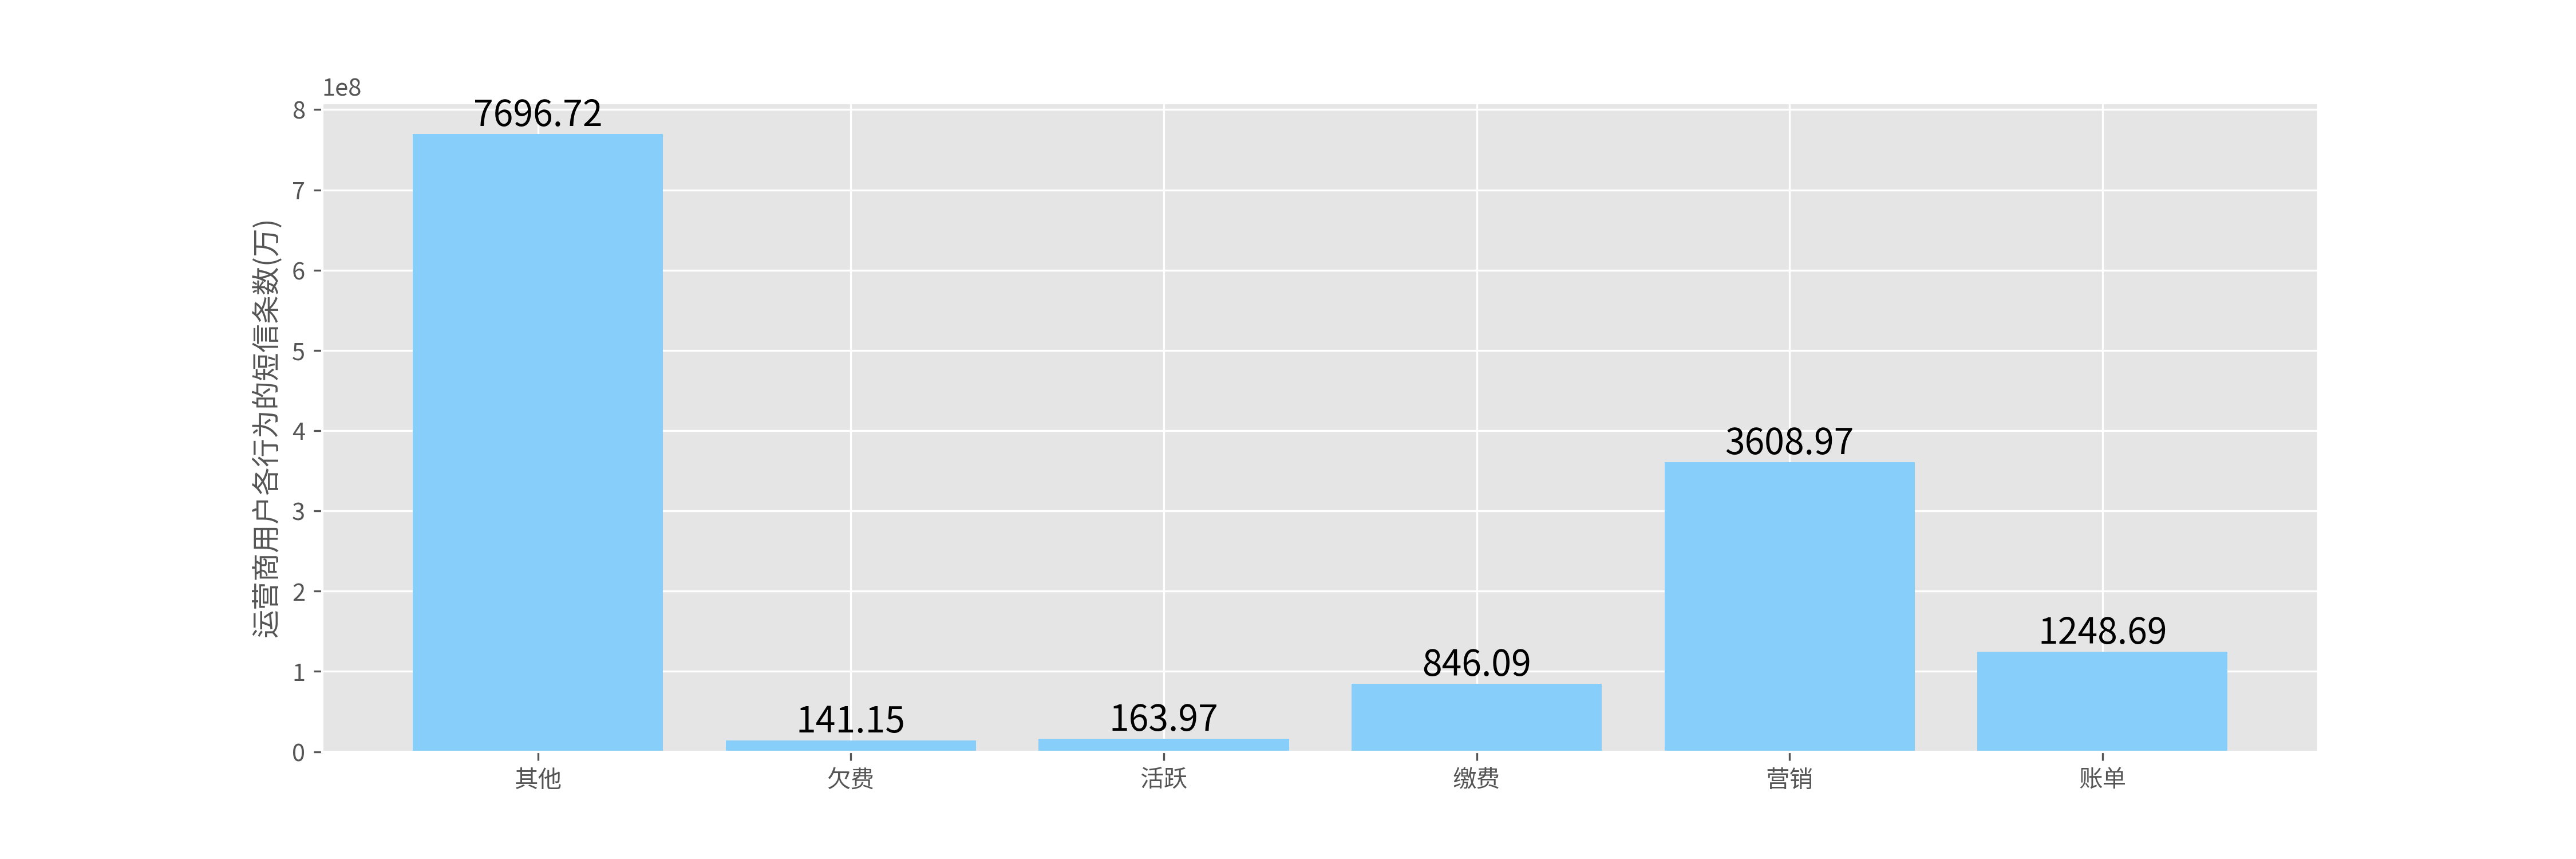 1e8
8
7
6
5
4
3
2
1
0
运营商用户各行为的短信条数(万)
7696.72
141.15
163.97
846.09
3608.97
1248.69
其他
欠费
活跃
缴费
营销
账单